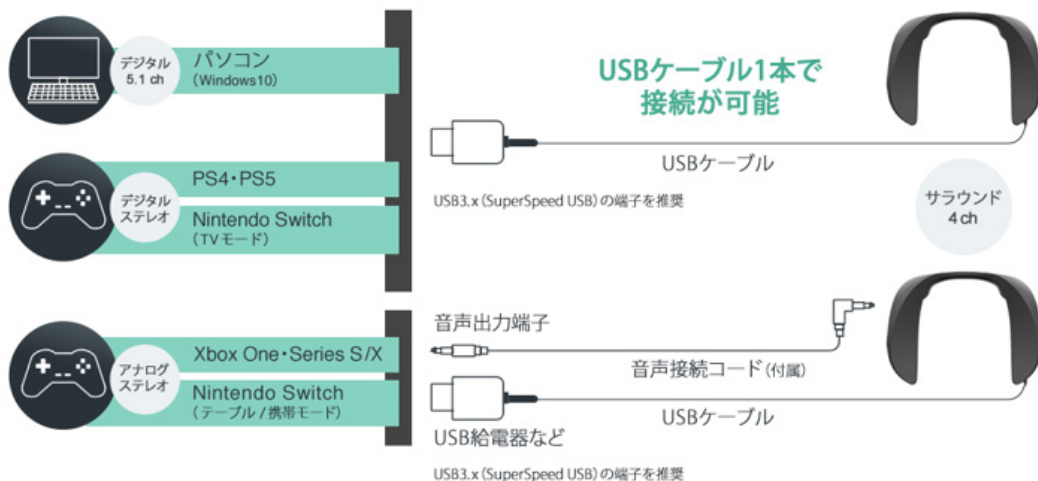 デジタル
5.1 ch
パソコン
(Windows10)
USBケーブル1本で
接続が可能
USBケーブル
USB3.x (SuperSpeed USB) の端子を推奨
デジタル
ステレオ
PS4・PS5
Nintendo Switch
(TVモード)
サラウンド
4 ch
アナログ
ステレオ
Xbox One・Series S/X
Nintendo Switch
(テーブル / 携帯モード)
音声出力端子
音声接続コード (付属)
USBケーブル
USB給電器など
USB3.x (SuperSpeed USB) の端子を推奨